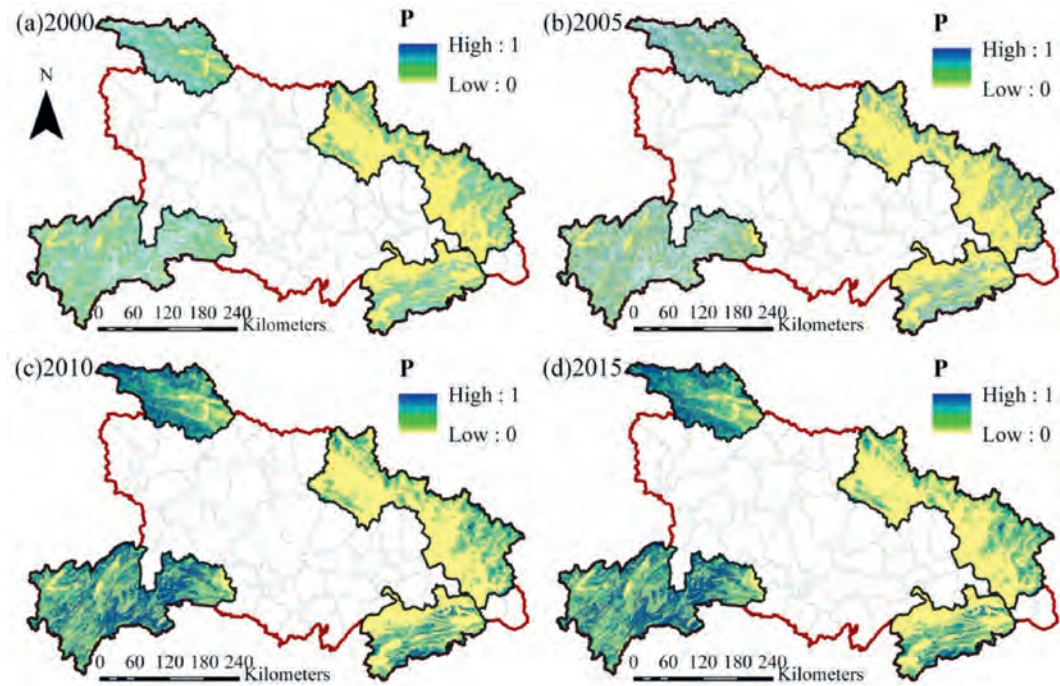 (a)2000
P
High : 1
Low : 0
N
0 60 120 180 240
Kilometers
(b)2005
P
High : 1
Low : 0
0 60 120 180 240
Kilometers
(c)2010
P
High : 1
Low : 0
0 60 120 180 240
Kilometers
(d)2015
P
High : 1
Low : 0
0 60 120 180 240
Kilometers